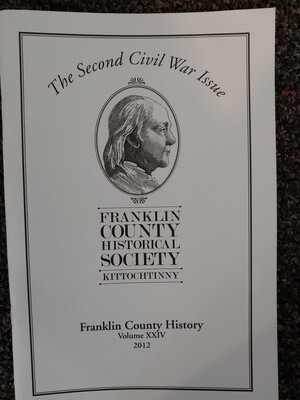 The Second Civil War Issue
FRANKLIN
COUNTY
HISTORICAL
SOCIETY
KITTOCHTINNY
Franklin County History
Volume XXIV
2012